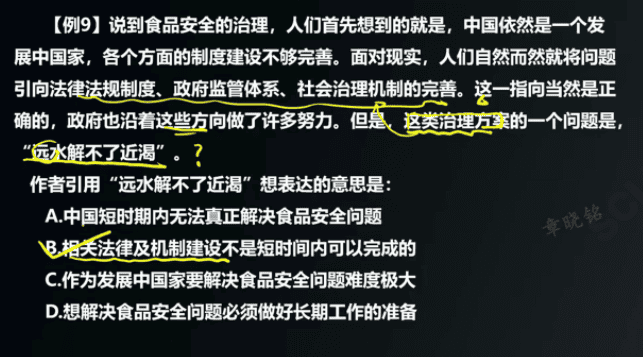 【例9】说到食品安全的治理，人们首先想到的就是，中国依然是一个发
展中国家，各个方面的制度建设不够完善。面对现实，人们自然而然就将问题
引向法律法规制度、政府监管体系、社会治理机制的完善。这一指向当然是正
确的，政府也沿着这些方向做了许多努力。但是，这类治理方案的一个问题是，
“远水解不了近渴”。？
作者引用“远水解不了近渴”想表达的意思是：
A.中国短时期内无法真正解决食品安全问题
B.相关法律及机制建设不是短时间内可以完成的
章晓铭
C.作为发展中国家要解决食品安全问题难度极大
D.想解决食品安全问题必须做好长期工作的准备